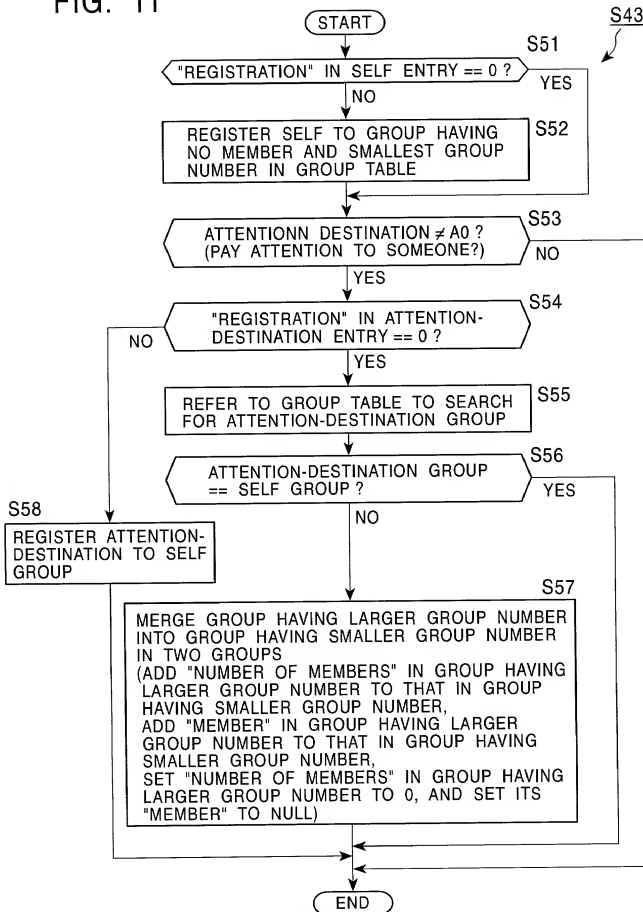 FIG. 11
START
S43
S51
"REGISTRATION" IN SELF ENTRY == 0 ?
YES
NO
S52
REGISTER SELF TO GROUP HAVING
NO MEMBER AND SMALLEST GROUP
NUMBER IN GROUP TABLE
S53
ATTENTIONN DESTINATION ≠ A0 ?
(PAY ATTENTION TO SOMEONE?)
NO
YES
S54
"REGISTRATION" IN ATTENTION-
DESTINATION ENTRY == 0 ?
NO
YES
S55
REFER TO GROUP TABLE TO SEARCH
FOR ATTENTION-DESTINATION GROUP
S56
ATTENTION-DESTINATION GROUP
== SELF GROUP ?
YES
NO
S58
REGISTER ATTENTION-
DESTINATION TO SELF
GROUP
S57
MERGE GROUP HAVING LARGER GROUP NUMBER
INTO GROUP HAVING SMALLER GROUP NUMBER
IN TWO GROUPS
(ADD "NUMBER OF MEMBERS" IN GROUP HAVING
LARGER GROUP NUMBER TO THAT IN GROUP
HAVING SMALLER GROUP NUMBER,
ADD "MEMBER" IN GROUP HAVING LARGER
GROUP NUMBER TO THAT IN GROUP HAVING
SMALLER GROUP NUMBER,
SET "NUMBER OF MEMBERS" IN GROUP HAVING
LARGER GROUP NUMBER TO 0, AND SET ITS
"MEMBER" TO NULL)
END